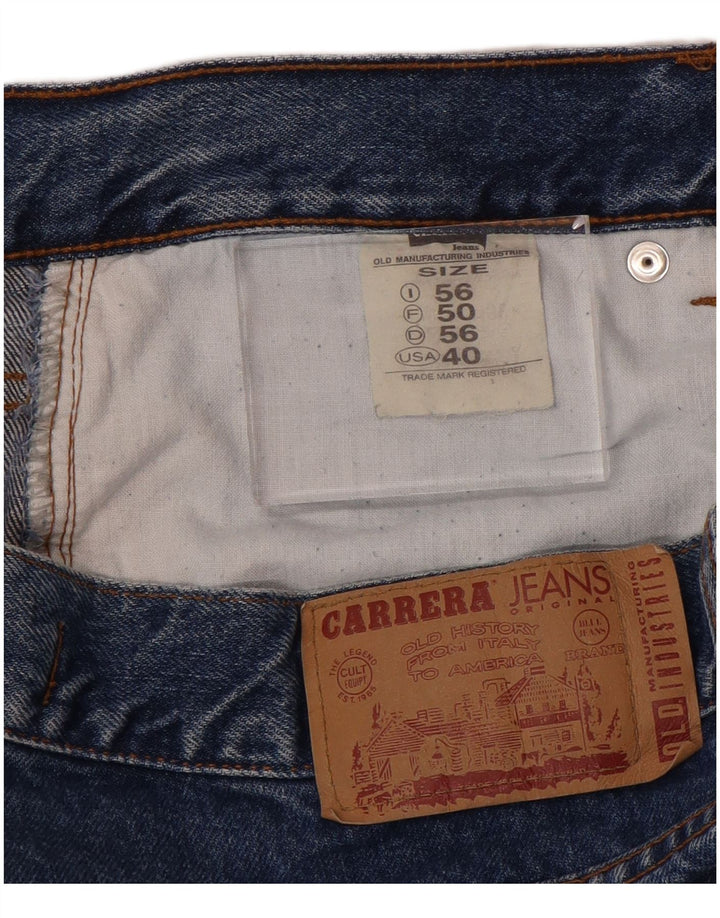 Jeans
OLD MANUFACTURING INDUSTRIES
SIZE
I 56
F 50
D 56
USA 40
TRADE MARK REGISTERED
CARRERA JEANS
ORIGINAL
OLD HISTORY
FROM ITALY
TO AMERICA
THE LEGEND
CULT
EQUIPT
EST. 1965
BLUE
JEANS
BRAND
OLD INDUSTRIES
MANUFACTURING